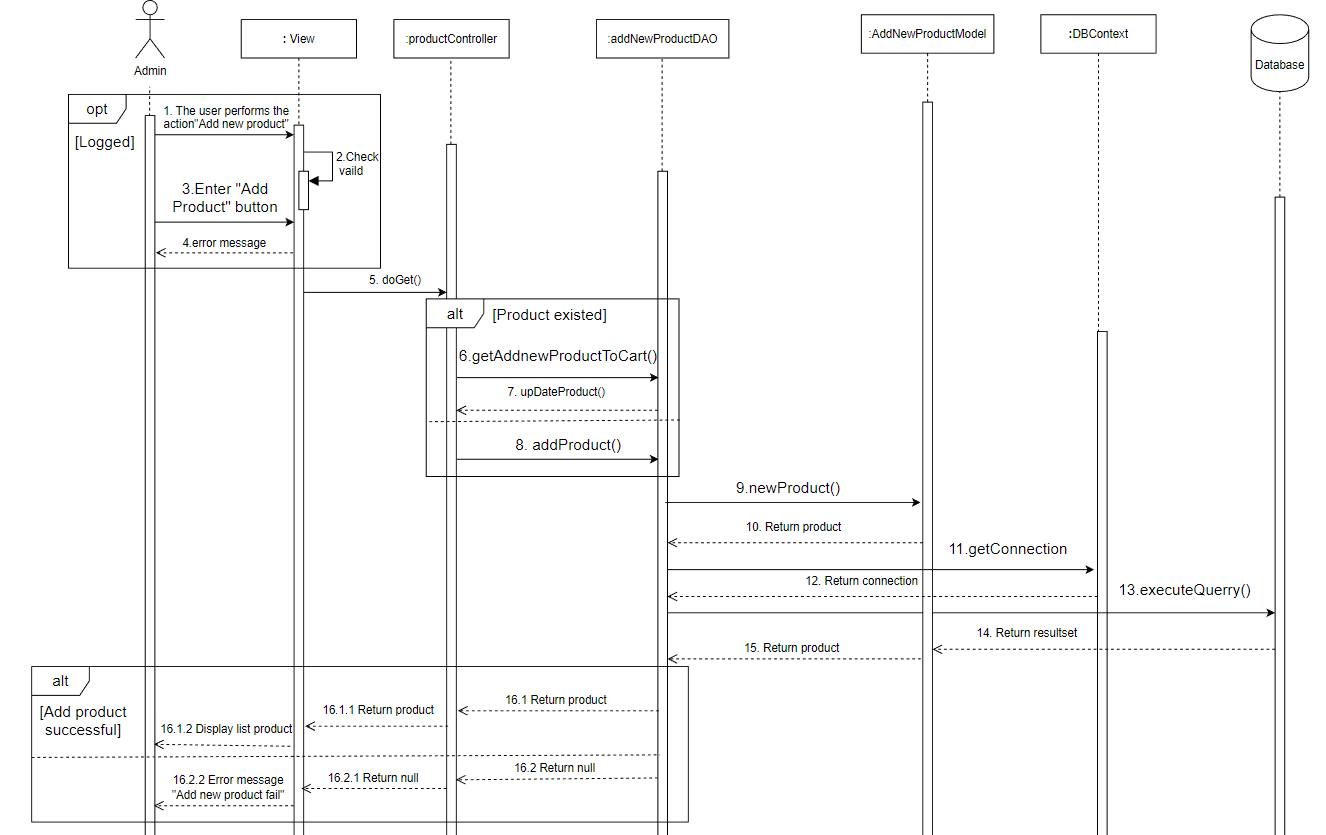 : View
:productController
:addNewProductDAO
:AddNewProductModel
:DBContext
Database
Admin
opt
[Logged]
1. The user performs the
action"Add new product"
2.Check
vaild
3.Enter "Add
Product" button
4.error message
5. doGet()
alt
[Product existed]
6.getAddnewProductToCart()
7. upDateProduct()
8. addProduct()
9.newProduct()
10. Return product
11.getConnection
12. Return connection
13.executeQuerry()
14. Return resultset
15. Return product
alt
[Add product
successful]
16.1 Return product
16.1.1 Return product
16.1.2 Display list product
16.2 Return null
16.2.1 Return null
16.2.2 Error message
"Add new product fail"